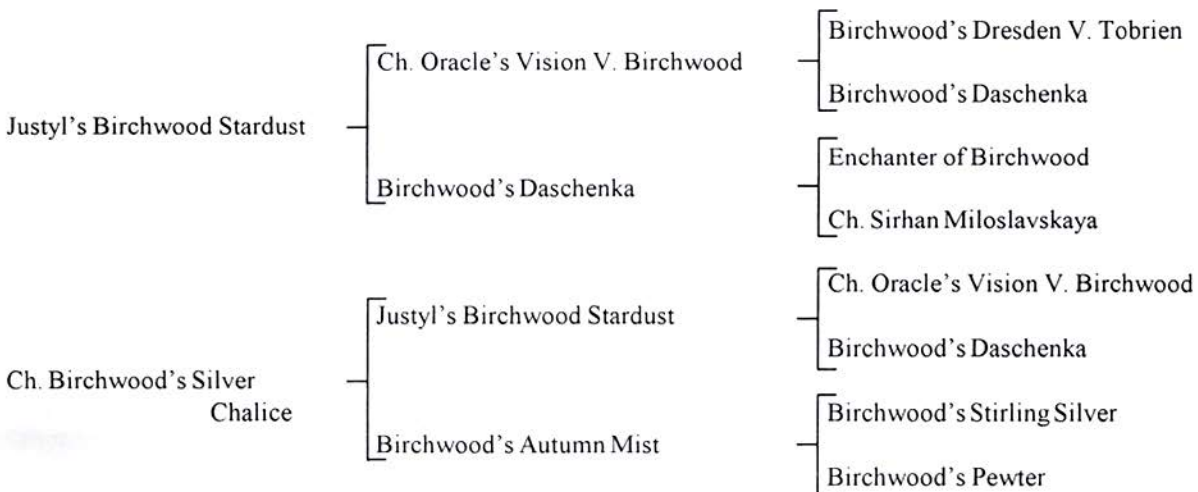 Birchwood's Dresden V. Tobrien
Ch. Oracle's Vision V. Birchwood
Birchwood's Daschenka
Justyl's Birchwood Stardust
Enchanter of Birchwood
Birchwood's Daschenka
Ch. Sirhan Miloslavskaya
Ch. Oracle's Vision V. Birchwood
Justyl's Birchwood Stardust
Birchwood's Daschenka
Ch. Birchwood's Silver
Chalice
Birchwood's Stirling Silver
Birchwood's Autumn Mist
Birchwood's Pewter